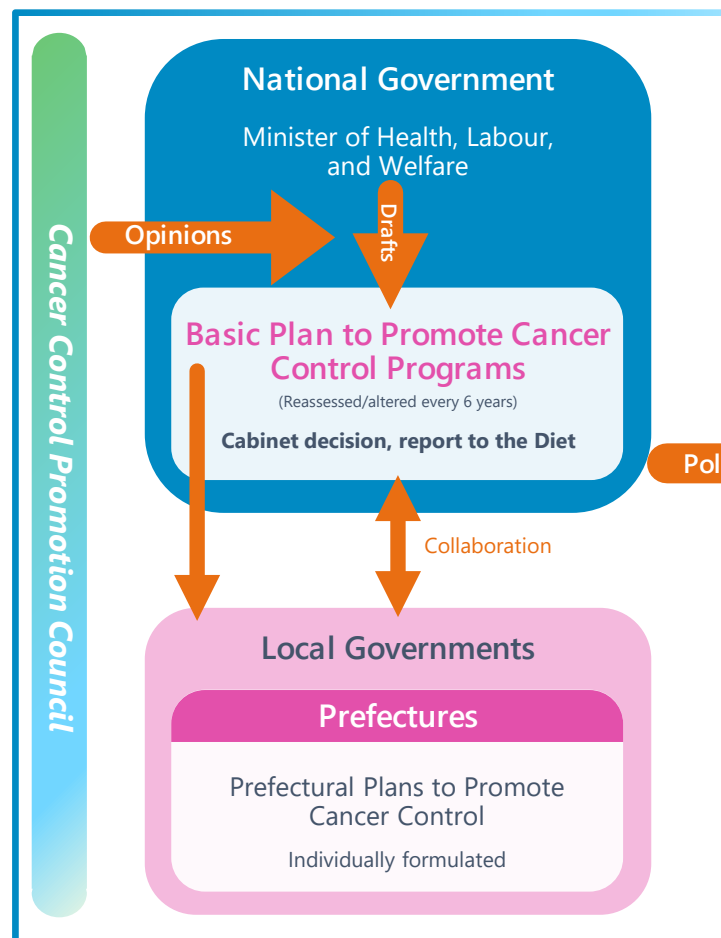 Cancer Control Promotion Council
National Government
Minister of Health, Labour,
and Welfare
Opinions
Drafts
Basic Plan to Promote Cancer
Control Programs
(Reassessed/altered every 6 years)
Cabinet decision, report to the Diet
Pol
Collaboration
Local Governments
Prefectures
Prefectural Plans to Promote
Cancer Control
Individually formulated